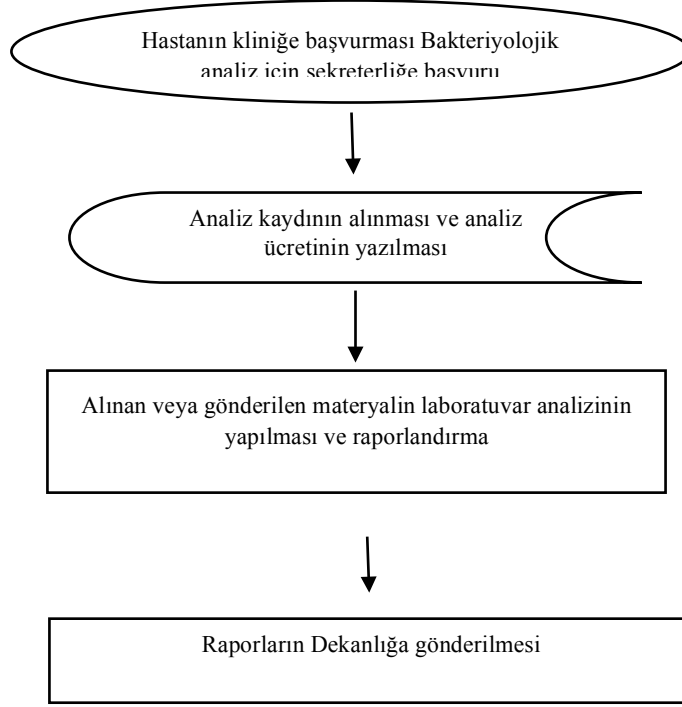 Hastanın kliniğe başvurması Bakteriyolojik
analiz için sekreterliğe başvuru
Analiz kaydının alınması ve analiz
ücretinin yazılması
Alınan veya gönderilen materyalin laboratuvar analizinin
yapılması ve raporlandırma
Raporların Dekanlığa gönderilmesi